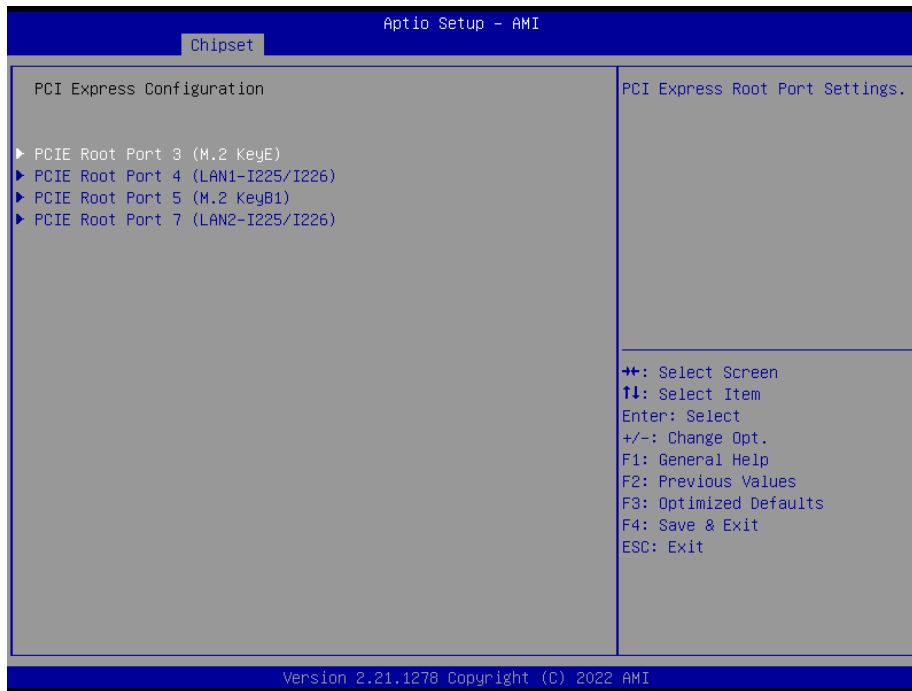 Aptio Setup – AMI
Chipset
PCI Express Configuration
PCIE Root Port 3 (M.2 KeyE)
PCIE Root Port 4 (LAN1-I225/I226)
PCIE Root Port 5 (M.2 KeyB1)
PCIE Root Port 7 (LAN2-I225/I226)
PCI Express Root Port Settings.
→←: Select Screen
↑↓: Select Item
Enter: Select
+/-: Change Opt.
F1: General Help
F2: Previous Values
F3: Optimized Defaults
F4: Save & Exit
ESC: Exit
Version 2.21.1278 Copyright (C) 2022 AMI